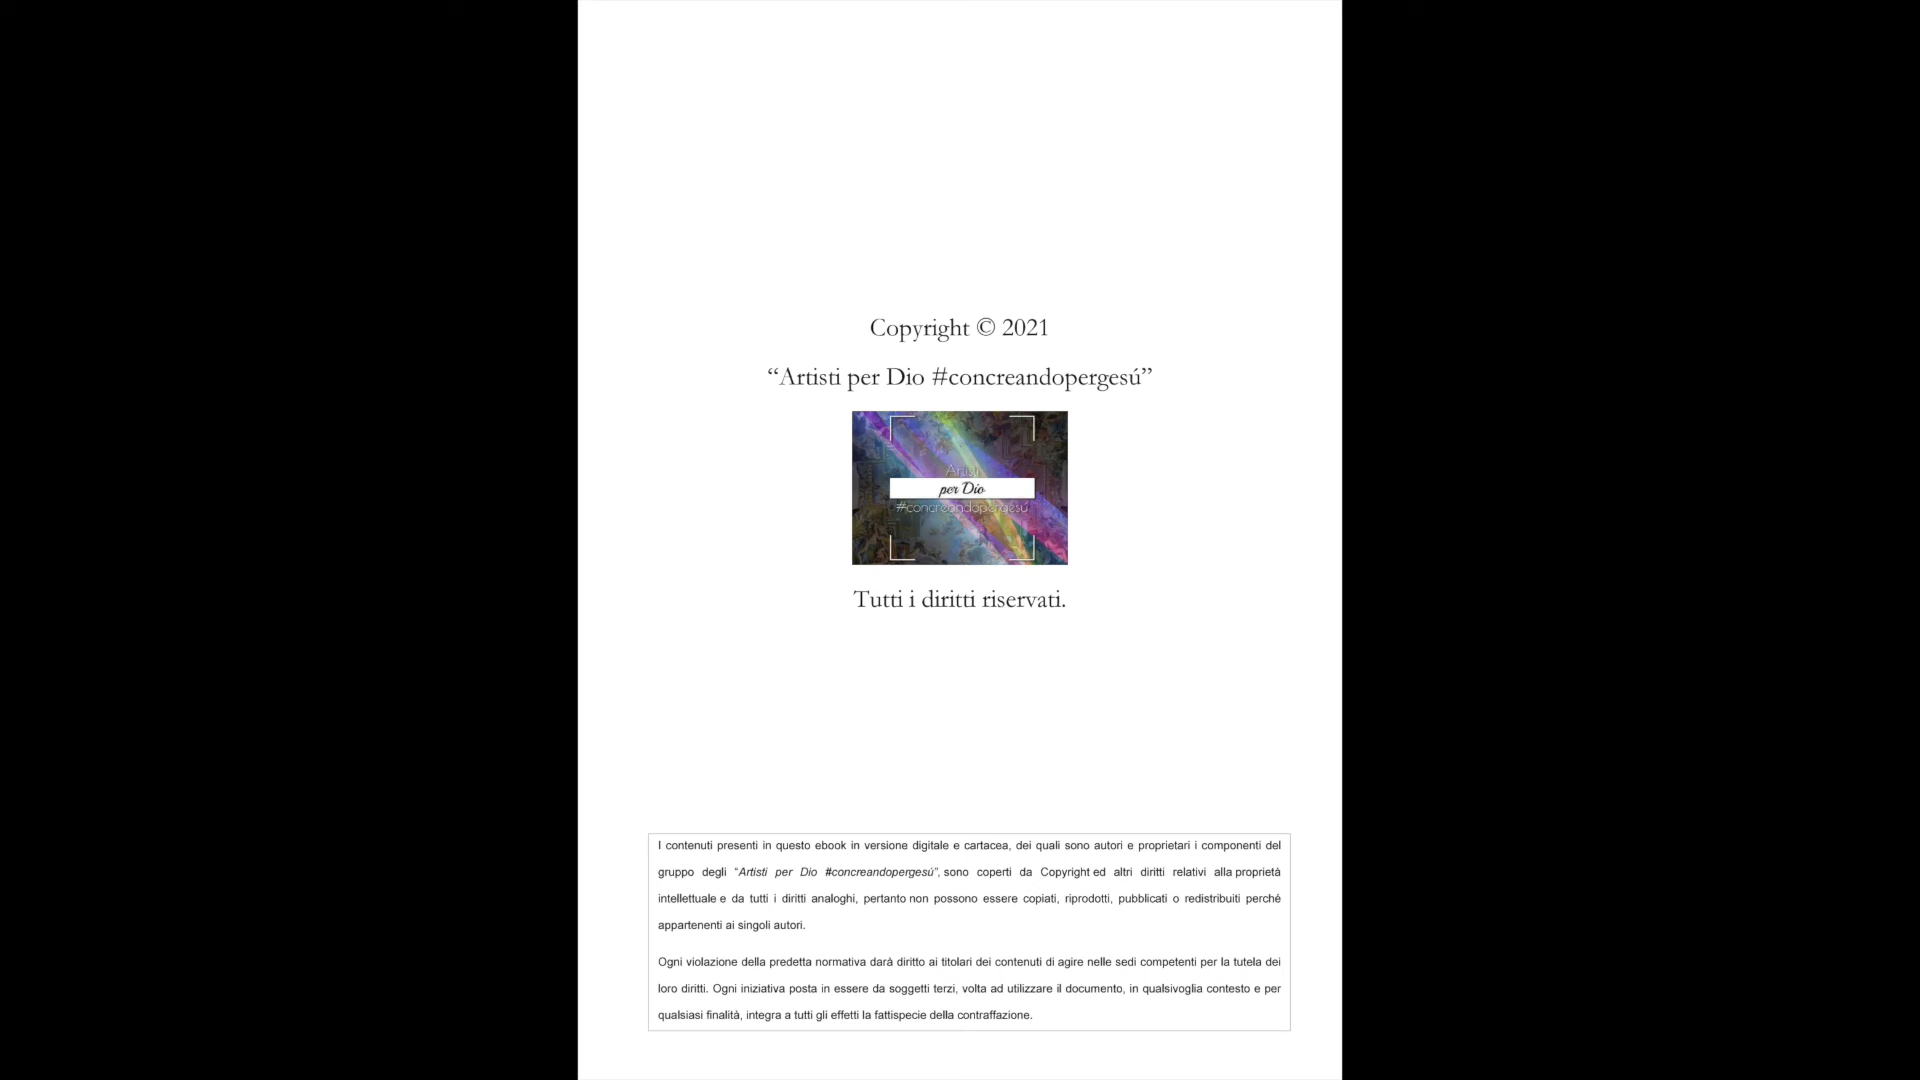 Copyright © 2021
“Artisti per Dio #concreandopergesú”
Artisti
per Dio
#concreandopergesú
Tutti i diritti riservati.
I contenuti presenti in questo ebook in versione digitale e cartacea, dei quali sono autori e proprietari i componenti del
gruppo degli “Artisti per Dio #concreandopergesú”, sono coperti da Copyright ed altri diritti relativi alla proprietà
intellettuale e da tutti i diritti analoghi, pertanto non possono essere copiati, riprodotti, pubblicati o redistribuiti perché
appartenenti ai singoli autori.
Ogni violazione della predetta normativa darà diritto ai titolari dei contenuti di agire nelle sedi competenti per la tutela dei
loro diritti. Ogni iniziativa posta in essere da soggetti terzi, volta ad utilizzare il documento, in qualsivoglia contesto e per
qualsiasi finalità, integra a tutti gli effetti la fattispecie della contraffazione.